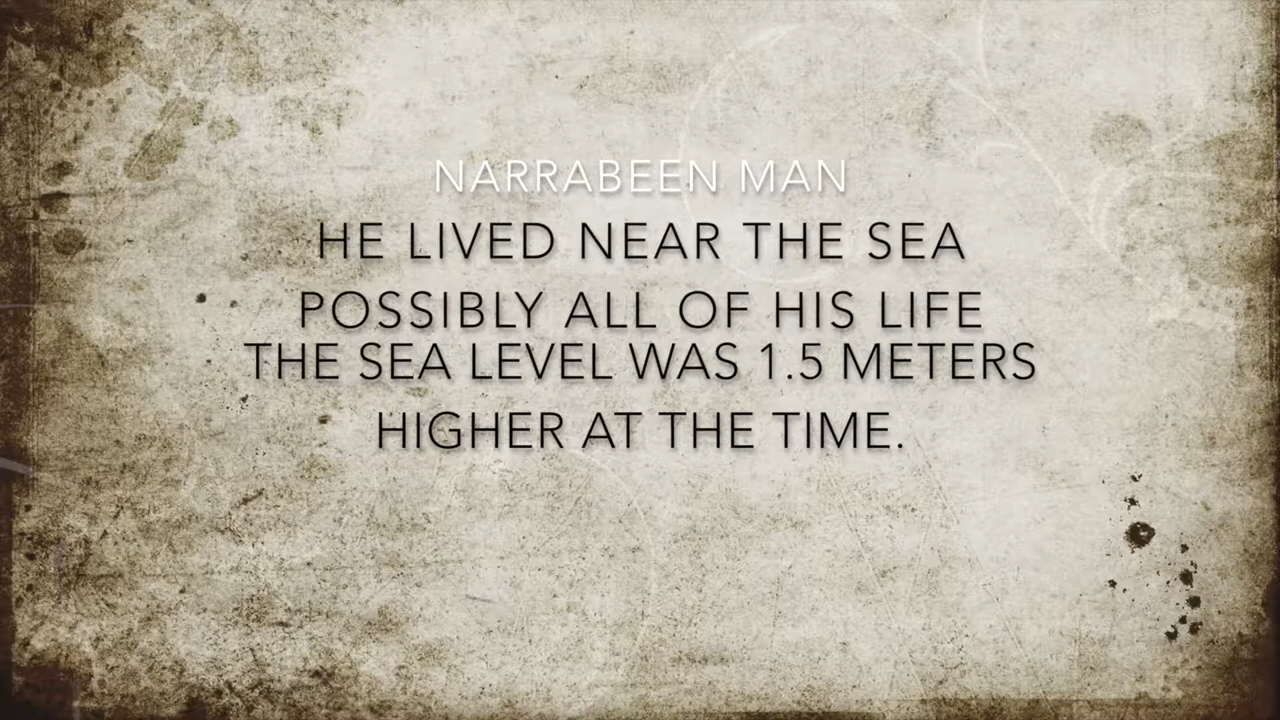 NARRABEEN MAN
HE LIVED NEAR THE SEA
POSSIBLY ALL OF HIS LIFE
THE SEA LEVEL WAS 1.5 METERS
HIGHER AT THE TIME.